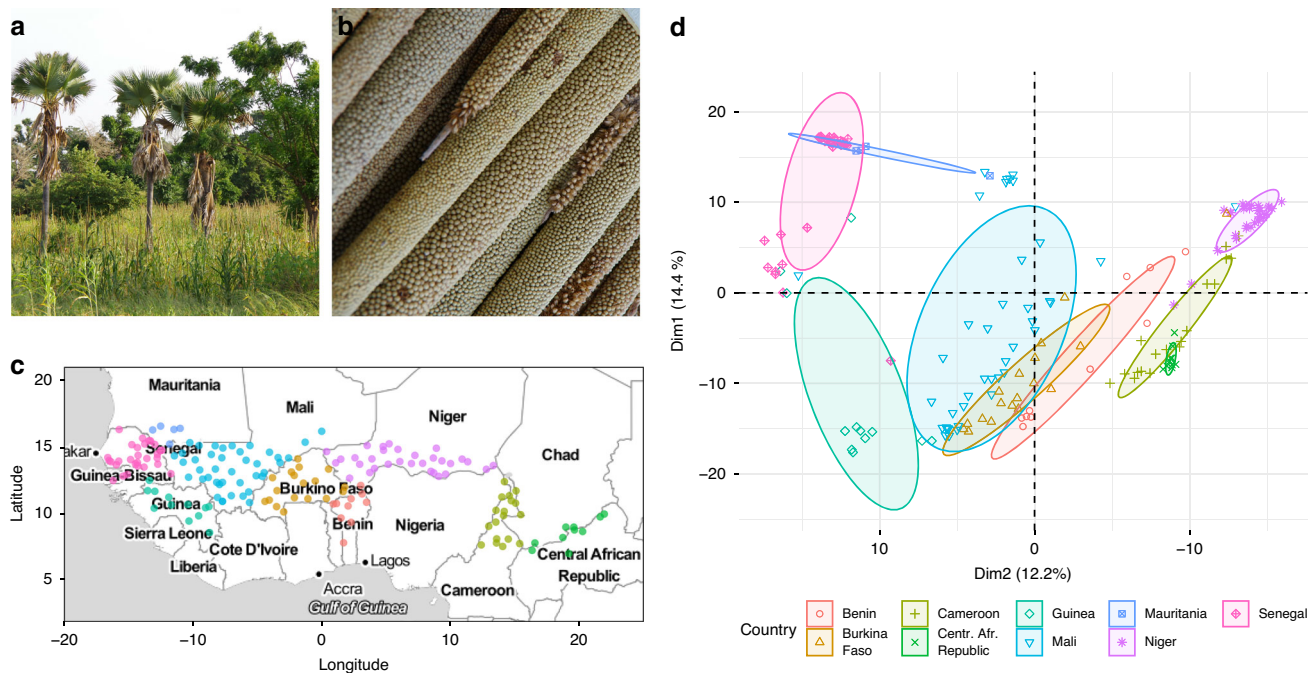 a
b
c
20
15
10
5
Latitude
−20
−10
0
10
20
Longitude
Mauritania
Mali
Niger
Chad
akar
Senegal
Guinea Bissau
Burkino Faso
Guinea
Benin
Nigeria
Sierra Leone
Cote D'Ivoire
Liberia
Lagos
Accra
Gulf of Guinea
Cameroon
Central African
Republic
d
20
10
0
−10
−20
Dim1 (14.4 %)
10
0
−10
Dim2 (12.2%)
Country
Benin
Cameroon
Guinea
Mauritania
Senegal
Burkina
Faso
Centr. Afr.
Republic
Mali
Niger